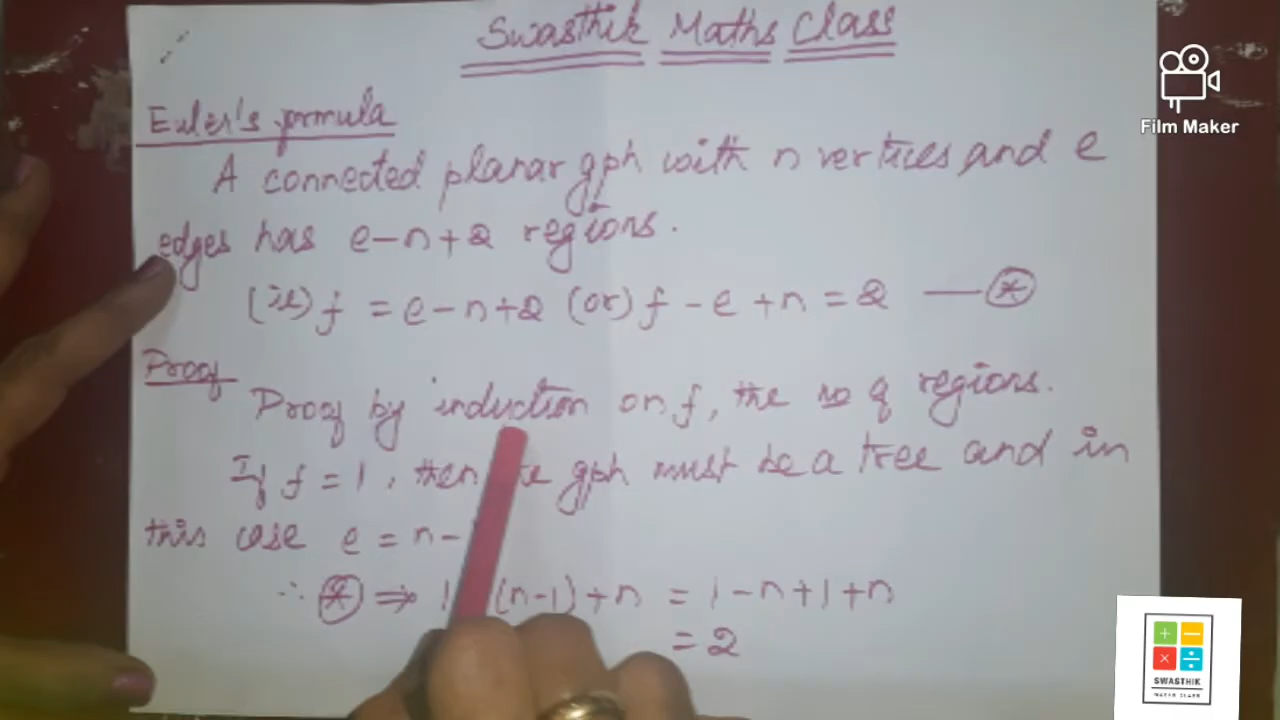 Swasthik Maths Class
Film Maker
Euler's formula
A connected planar gph with n vertices and e
edges has e-n+2 regions.
(ie) f = e-n+2 (or) f - e + n = 2 — (*)
Proof
Proof by induction on f, the no of regions.
If f = 1, then gph must be a tree and in
this case e = n-
∴ (*) ⇒ 1 (n-1)+n = 1-n+1+n
= 2
SWASTHIK
MATHS CLASS